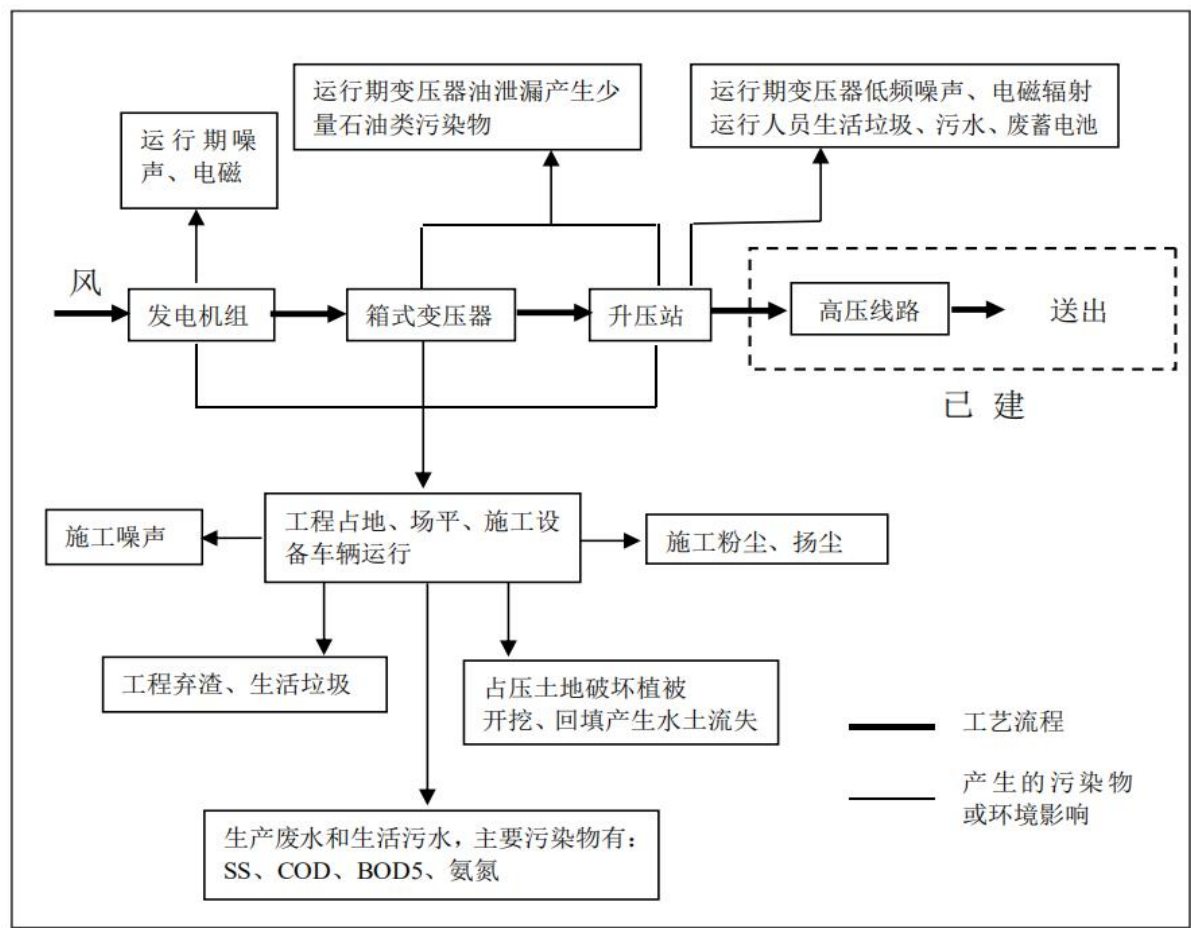 运行期变压器油泄漏产生少
量石油类污染物
运行期变压器低频噪声、电磁辐射
运行人员生活垃圾、污水、废蓄电池
运行期噪
声、电磁
风
发电机组
箱式变压器
升压站
高压线路
送出
已 建
工程占地、场平、施工设
备车辆运行
施工噪声
施工粉尘、扬尘
工程弃渣、生活垃圾
占压土地破坏植被
开挖、回填产生水土流失
工艺流程
产生的污染物
或环境影响
生产废水和生活污水，主要污染物有：
SS、COD、BOD5、氨氮